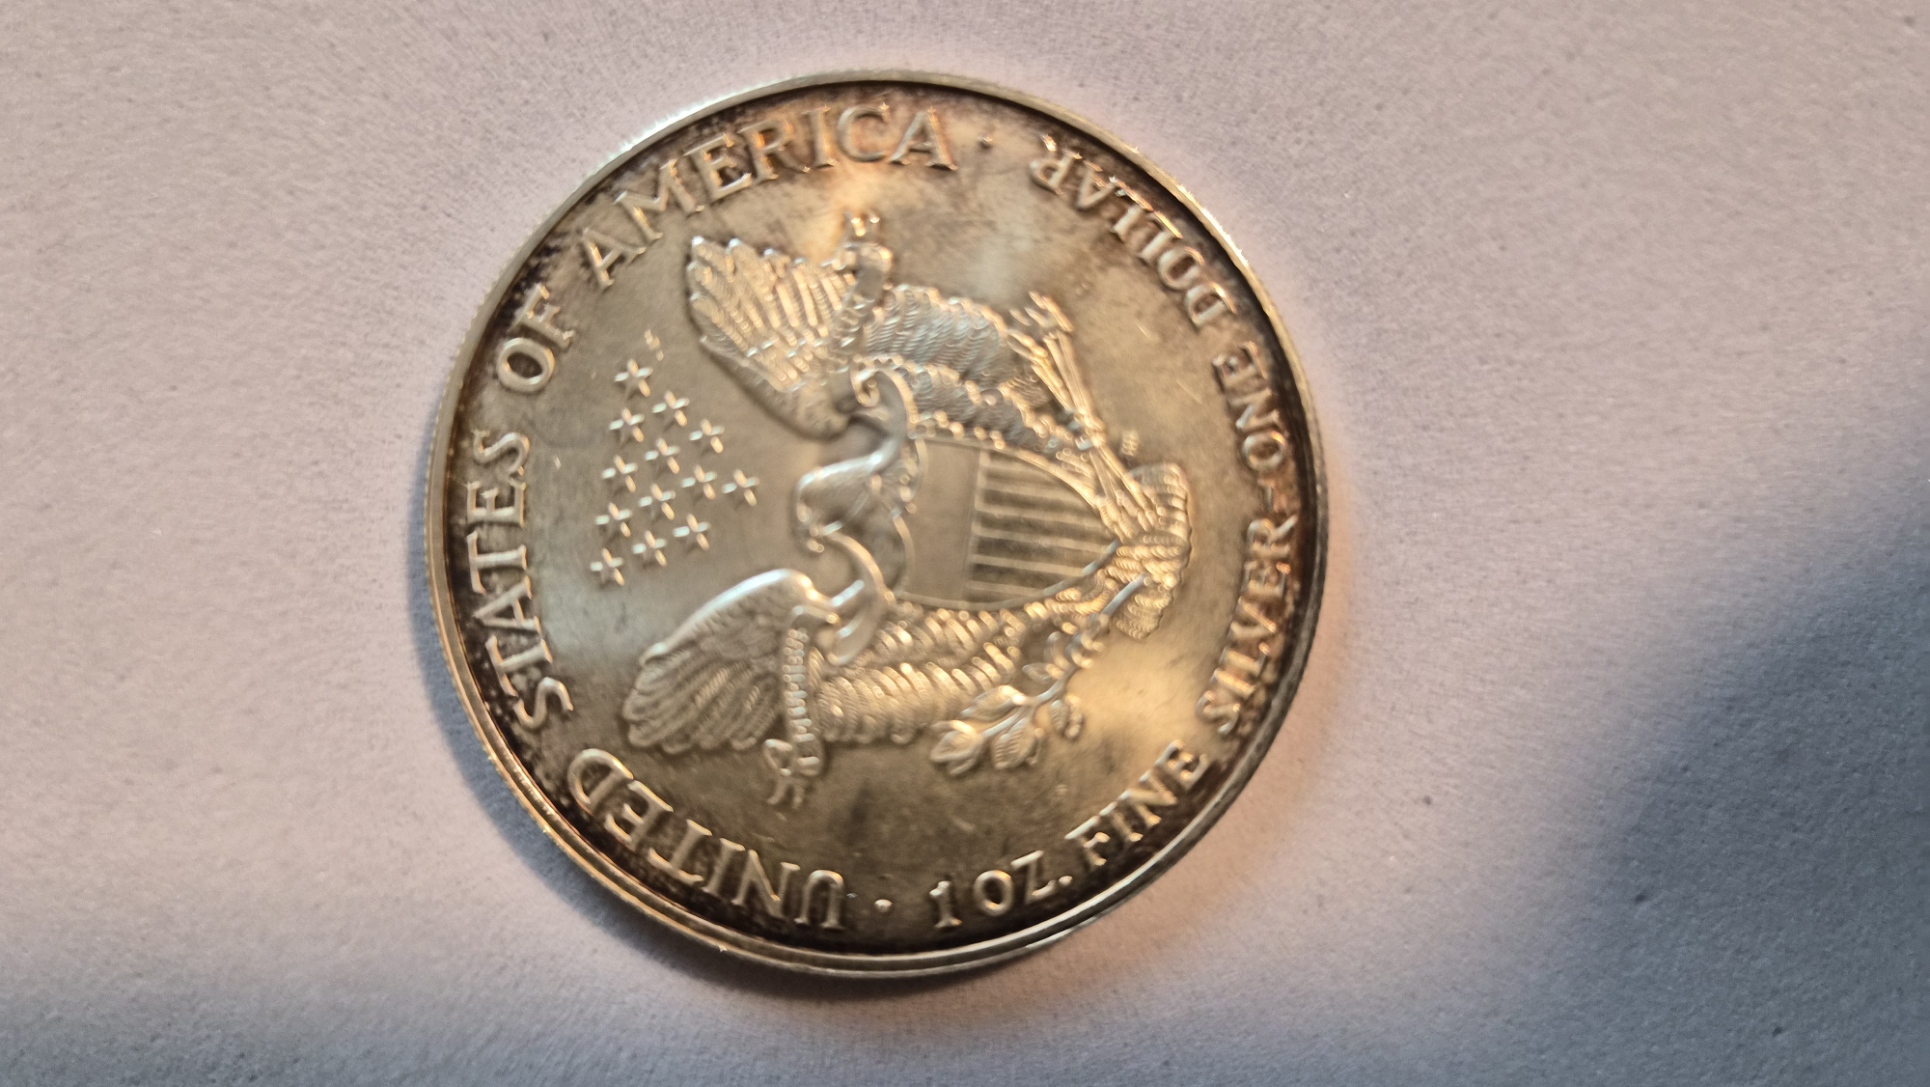 UNITED STATES OF AMERICA
1 OZ. FINE SILVER~ONE DOLLAR